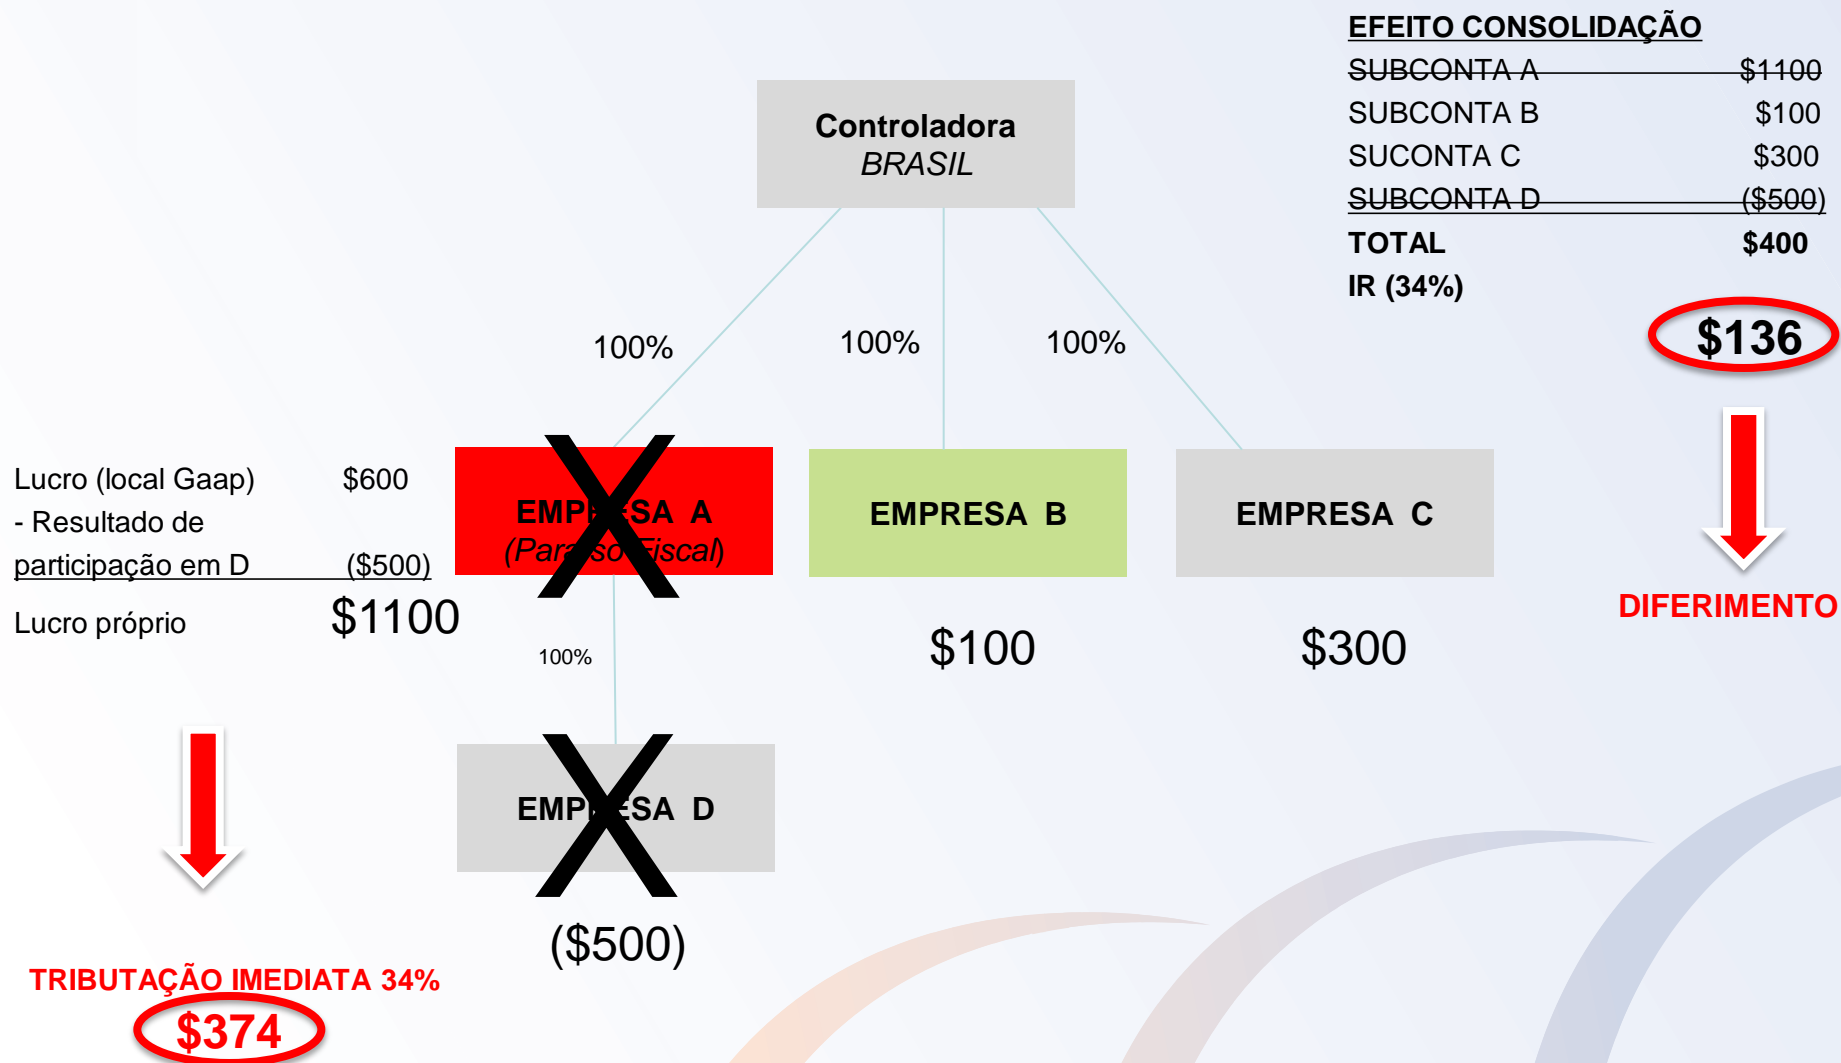 EFEITO CONSOLIDAÇÃO
SUBCONTA A $1100
SUBCONTA B $100
SUCONTA C $300
SUBCONTA D ($500)
TOTAL $400
IR (34%)
$136
DIFERIMENTO
Controladora
BRASIL
100% 100% 100%
Lucro (local Gaap) $600
- Resultado de
participação em D ($500)
Lucro próprio $1100
EMPRESA A
(Paraíso Fiscal)
EMPRESA B
EMPRESA C
$100 $300
100%
EMPRESA D
($500)
TRIBUTAÇÃO IMEDIATA 34%
$374